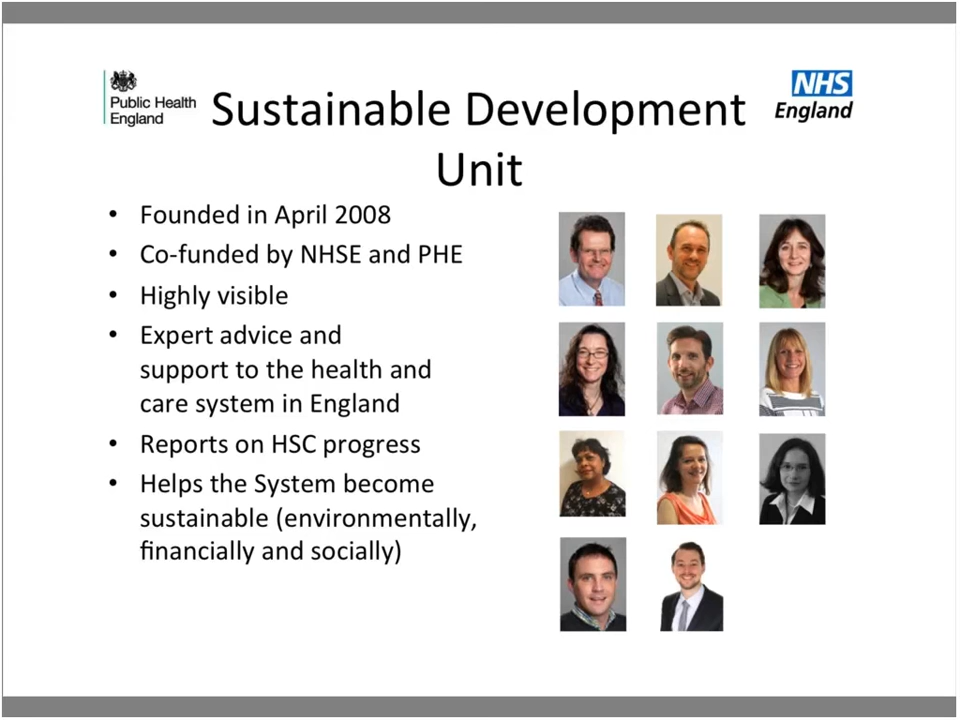 Public Health
England
NHS
England
Sustainable Development
Unit
• Founded in April 2008
• Co-funded by NHSE and PHE
• Highly visible
• Expert advice and
support to the health and
care system in England
• Reports on HSC progress
• Helps the System become
sustainable (environmentally,
financially and socially)